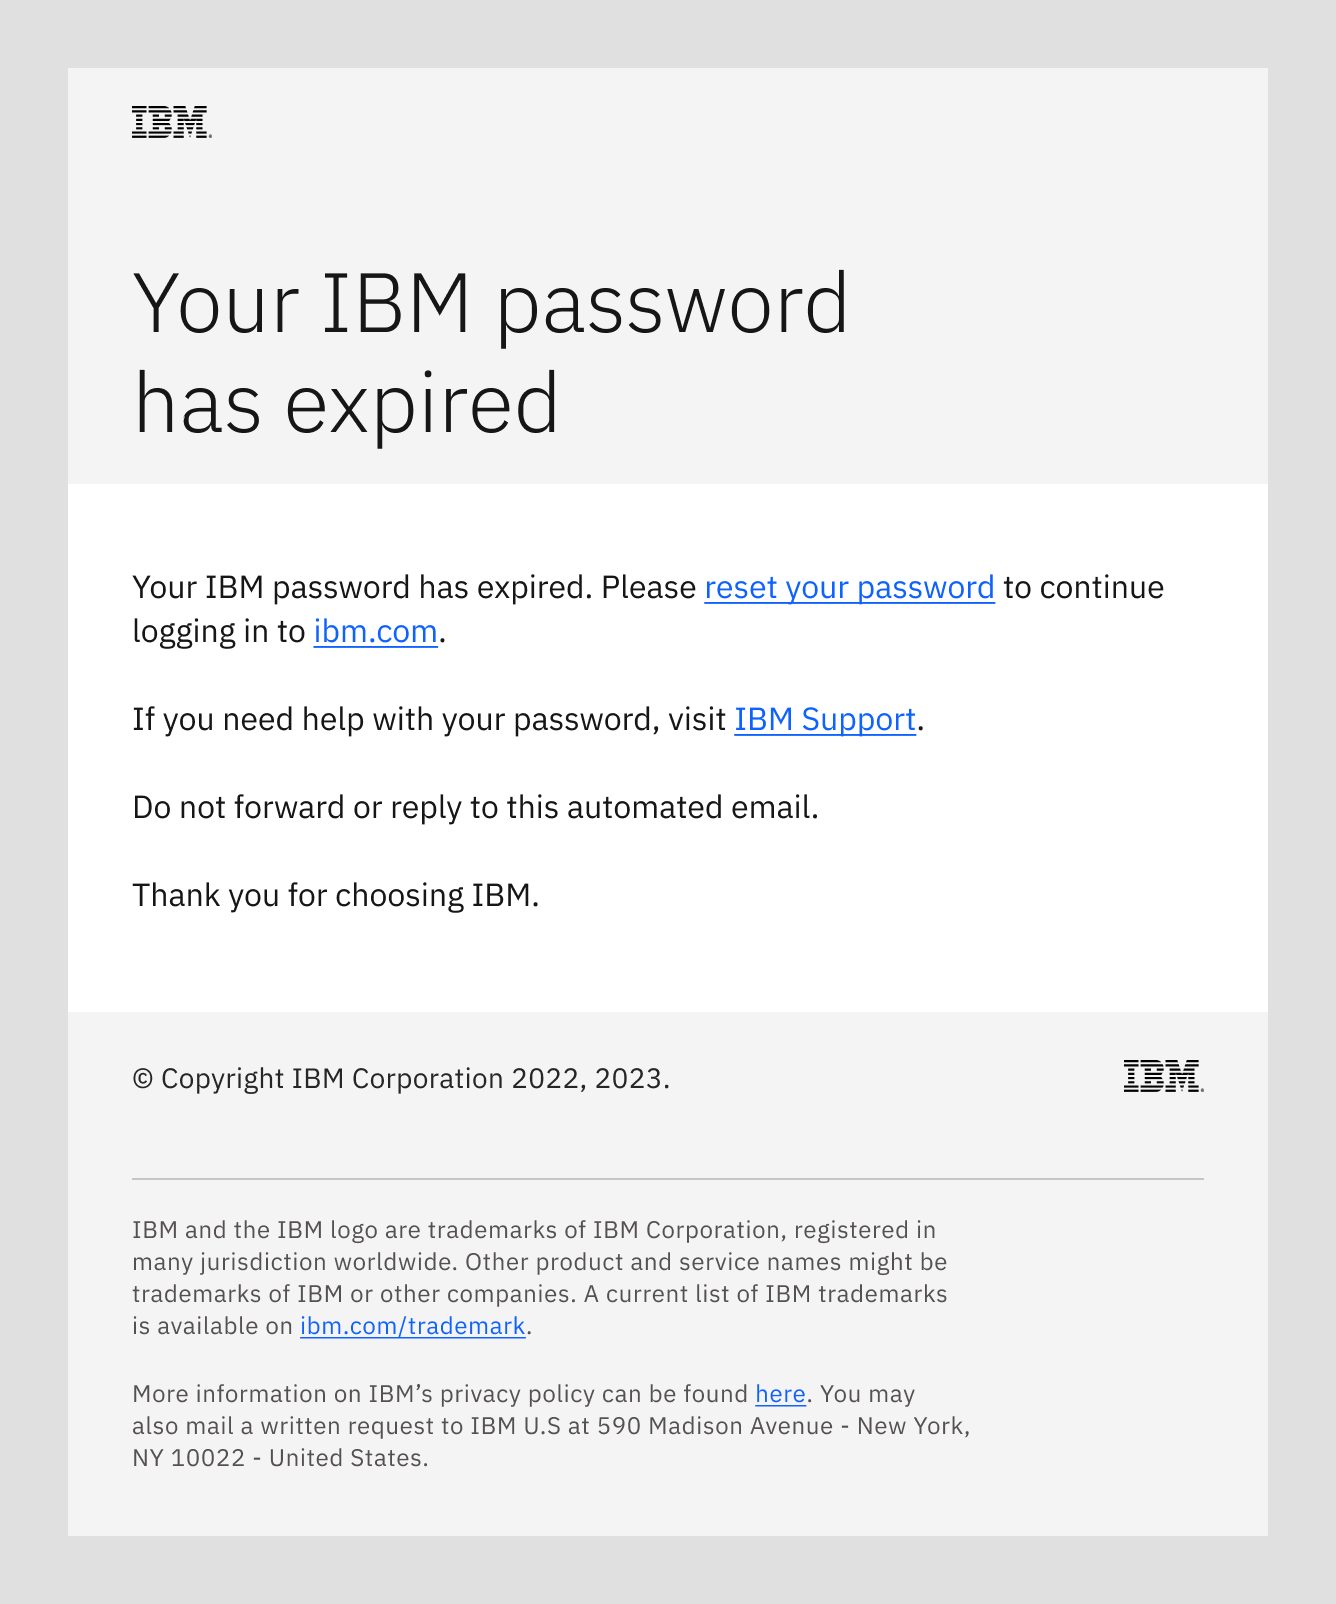 IBM
Your IBM password
has expired
Your IBM password has expired. Please reset your password to continue
logging in to ibm.com.
If you need help with your password, visit IBM Support.
Do not forward or reply to this automated email.
Thank you for choosing IBM.
© Copyright IBM Corporation 2022, 2023.
IBM
IBM and the IBM logo are trademarks of IBM Corporation, registered in
many jurisdiction worldwide. Other product and service names might be
trademarks of IBM or other companies. A current list of IBM trademarks
is available on ibm.com/trademark.
More information on IBM’s privacy policy can be found here. You may
also mail a written request to IBM U.S at 590 Madison Avenue - New York,
NY 10022 - United States.